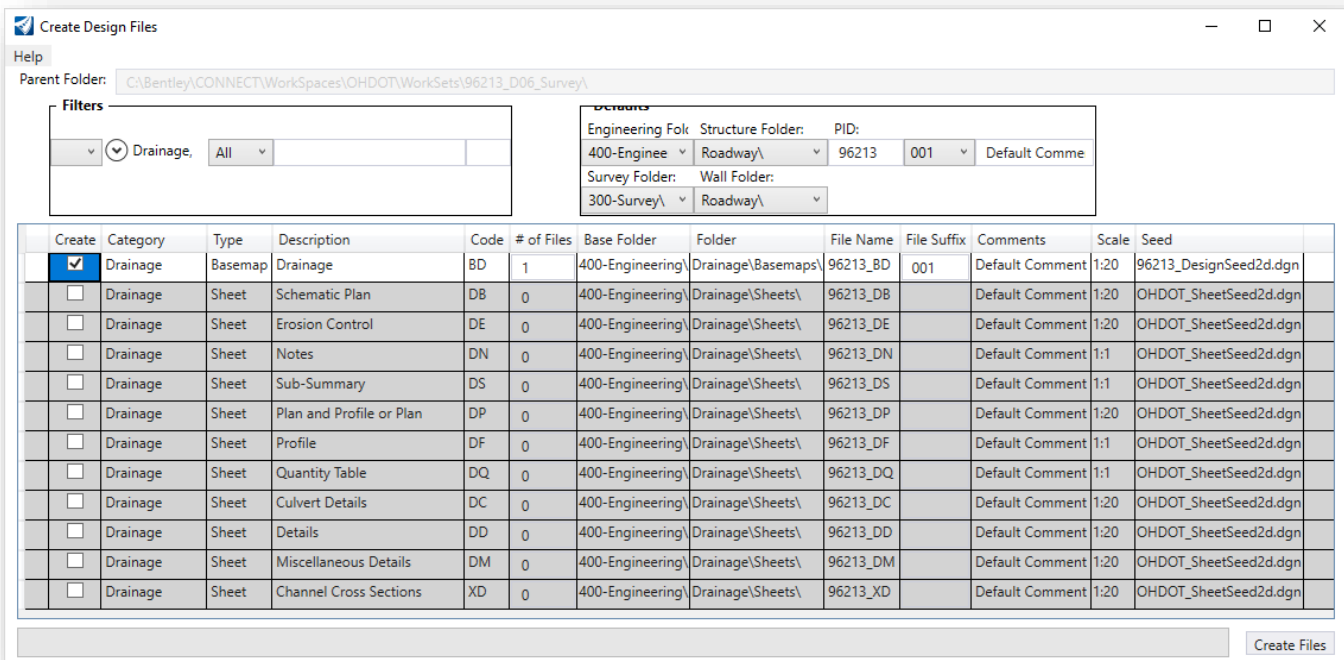 Create Design Files
Help
Parent Folder: C:\Bentley\CONNECT\WorkSpaces\OHDOT\WorkSets\96213_D06_Survey\
Filters
Drainage, All
Defaults
Engineering Fold Structure Folder: PID:
400-Enginee Roadway\ 96213 001 Default Comme
Survey Folder: Wall Folder:
300-Survey\ Roadway\
Create Category Type Description Code # of Files Base Folder Folder File Name File Suffix Comments Scale Seed
Drainage Basemap Drainage BD 1 400-Engineering\ Drainage\Basemaps\ 96213_BD 001 Default Comment 1:20 96213_DesignSeed2d.dgn
Drainage Sheet Schematic Plan DB 0 400-Engineering\ Drainage\Sheets\ 96213_DB Default Comment 1:20 OHDOT_SheetSeed2d.dgn
Drainage Sheet Erosion Control DE 0 400-Engineering\ Drainage\Sheets\ 96213_DE Default Comment 1:20 OHDOT_SheetSeed2d.dgn
Drainage Sheet Notes DN 0 400-Engineering\ Drainage\Sheets\ 96213_DN Default Comment 1:1 OHDOT_SheetSeed2d.dgn
Drainage Sheet Sub-Summary DS 0 400-Engineering\ Drainage\Sheets\ 96213_DS Default Comment 1:1 OHDOT_SheetSeed2d.dgn
Drainage Sheet Plan and Profile or Plan DP 0 400-Engineering\ Drainage\Sheets\ 96213_DP Default Comment 1:20 OHDOT_SheetSeed2d.dgn
Drainage Sheet Profile DF 0 400-Engineering\ Drainage\Sheets\ 96213_DF Default Comment 1:1 OHDOT_SheetSeed2d.dgn
Drainage Sheet Quantity Table DQ 0 400-Engineering\ Drainage\Sheets\ 96213_DQ Default Comment 1:1 OHDOT_SheetSeed2d.dgn
Drainage Sheet Culvert Details DC 0 400-Engineering\ Drainage\Sheets\ 96213_DC Default Comment 1:20 OHDOT_SheetSeed2d.dgn
Drainage Sheet Details DD 0 400-Engineering\ Drainage\Sheets\ 96213_DD Default Comment 1:20 OHDOT_SheetSeed2d.dgn
Drainage Sheet Miscellaneous Details DM 0 400-Engineering\ Drainage\Sheets\ 96213_DM Default Comment 1:20 OHDOT_SheetSeed2d.dgn
Drainage Sheet Channel Cross Sections XD 0 400-Engineering\ Drainage\Sheets\ 96213_XD Default Comment 1:20 OHDOT_SheetSeed2d.dgn
Create Files